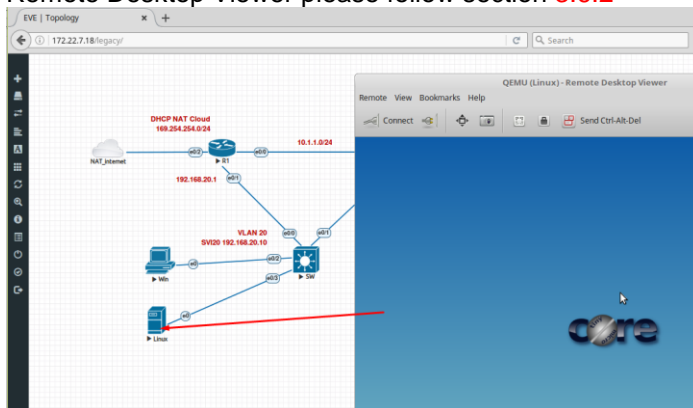 Remote Desktop Viewer please follow section
EVE | Topology × +
172.22.7.18/legacy/
Search
QEMU (Linux) - Remote Desktop Viewer
Remote View Bookmarks Help
Connect
Send Ctrl-Alt-Del
DHCP NAT Cloud
169.254.254.0/24
10.1.1.0/24
e0/2
e0/0
NAT_internet
R1
192.168.20.1
e0/1
VLAN 20
SVI20 192.168.20.10
e0/0
e0/1
e0/2
e0
Win
SW
e0/3
e0
Linux
core